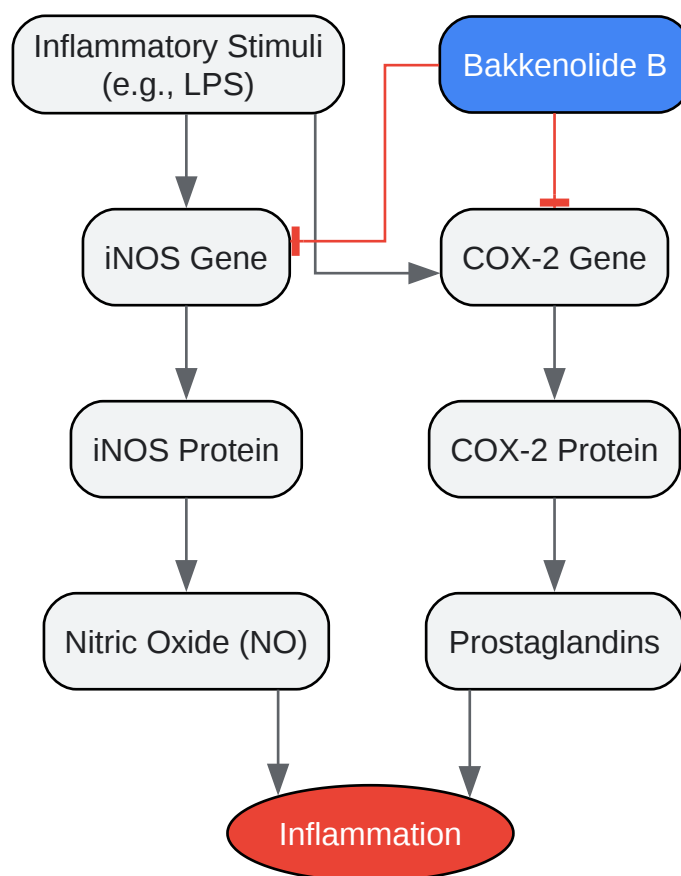 Inflammatory Stimuli
(e.g., LPS)
Bakkenolide B
iNOS Gene
COX-2 Gene
iNOS Protein
COX-2 Protein
Nitric Oxide (NO)
Prostaglandins
Inflammation